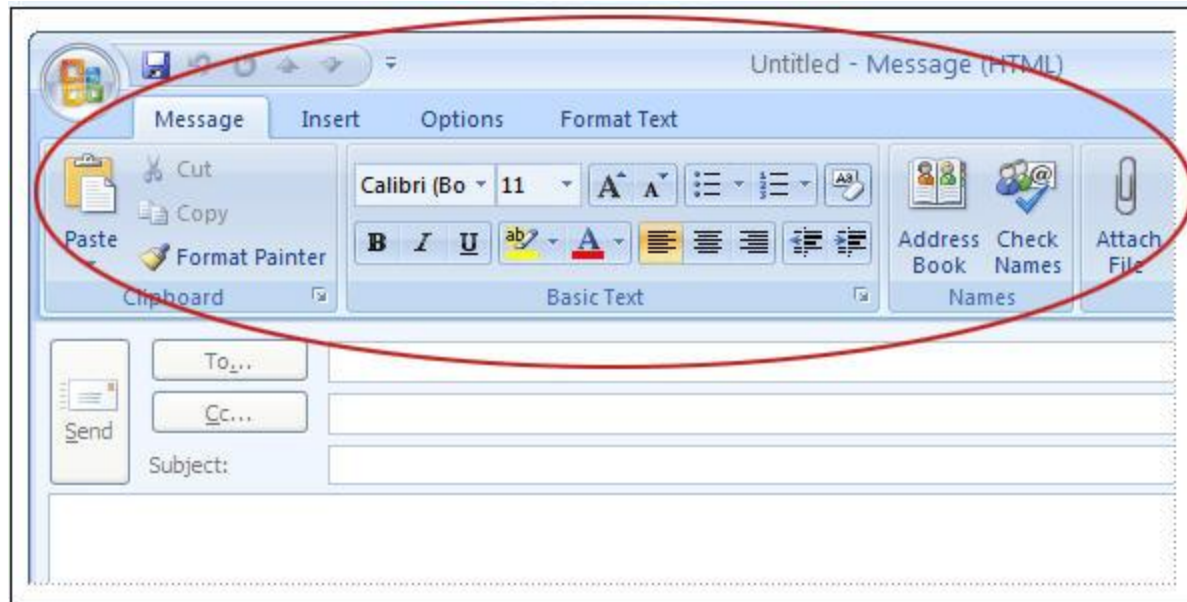 Untitled - Message (HTML)
Message Insert Options Format Text
Cut
Copy
Format Painter
Paste
Clipboard
Calibri (Bo 11
B I U ab A
Basic Text
Address Book
Check Names
Names
Attach File
Send
To...
Cc...
Subject: